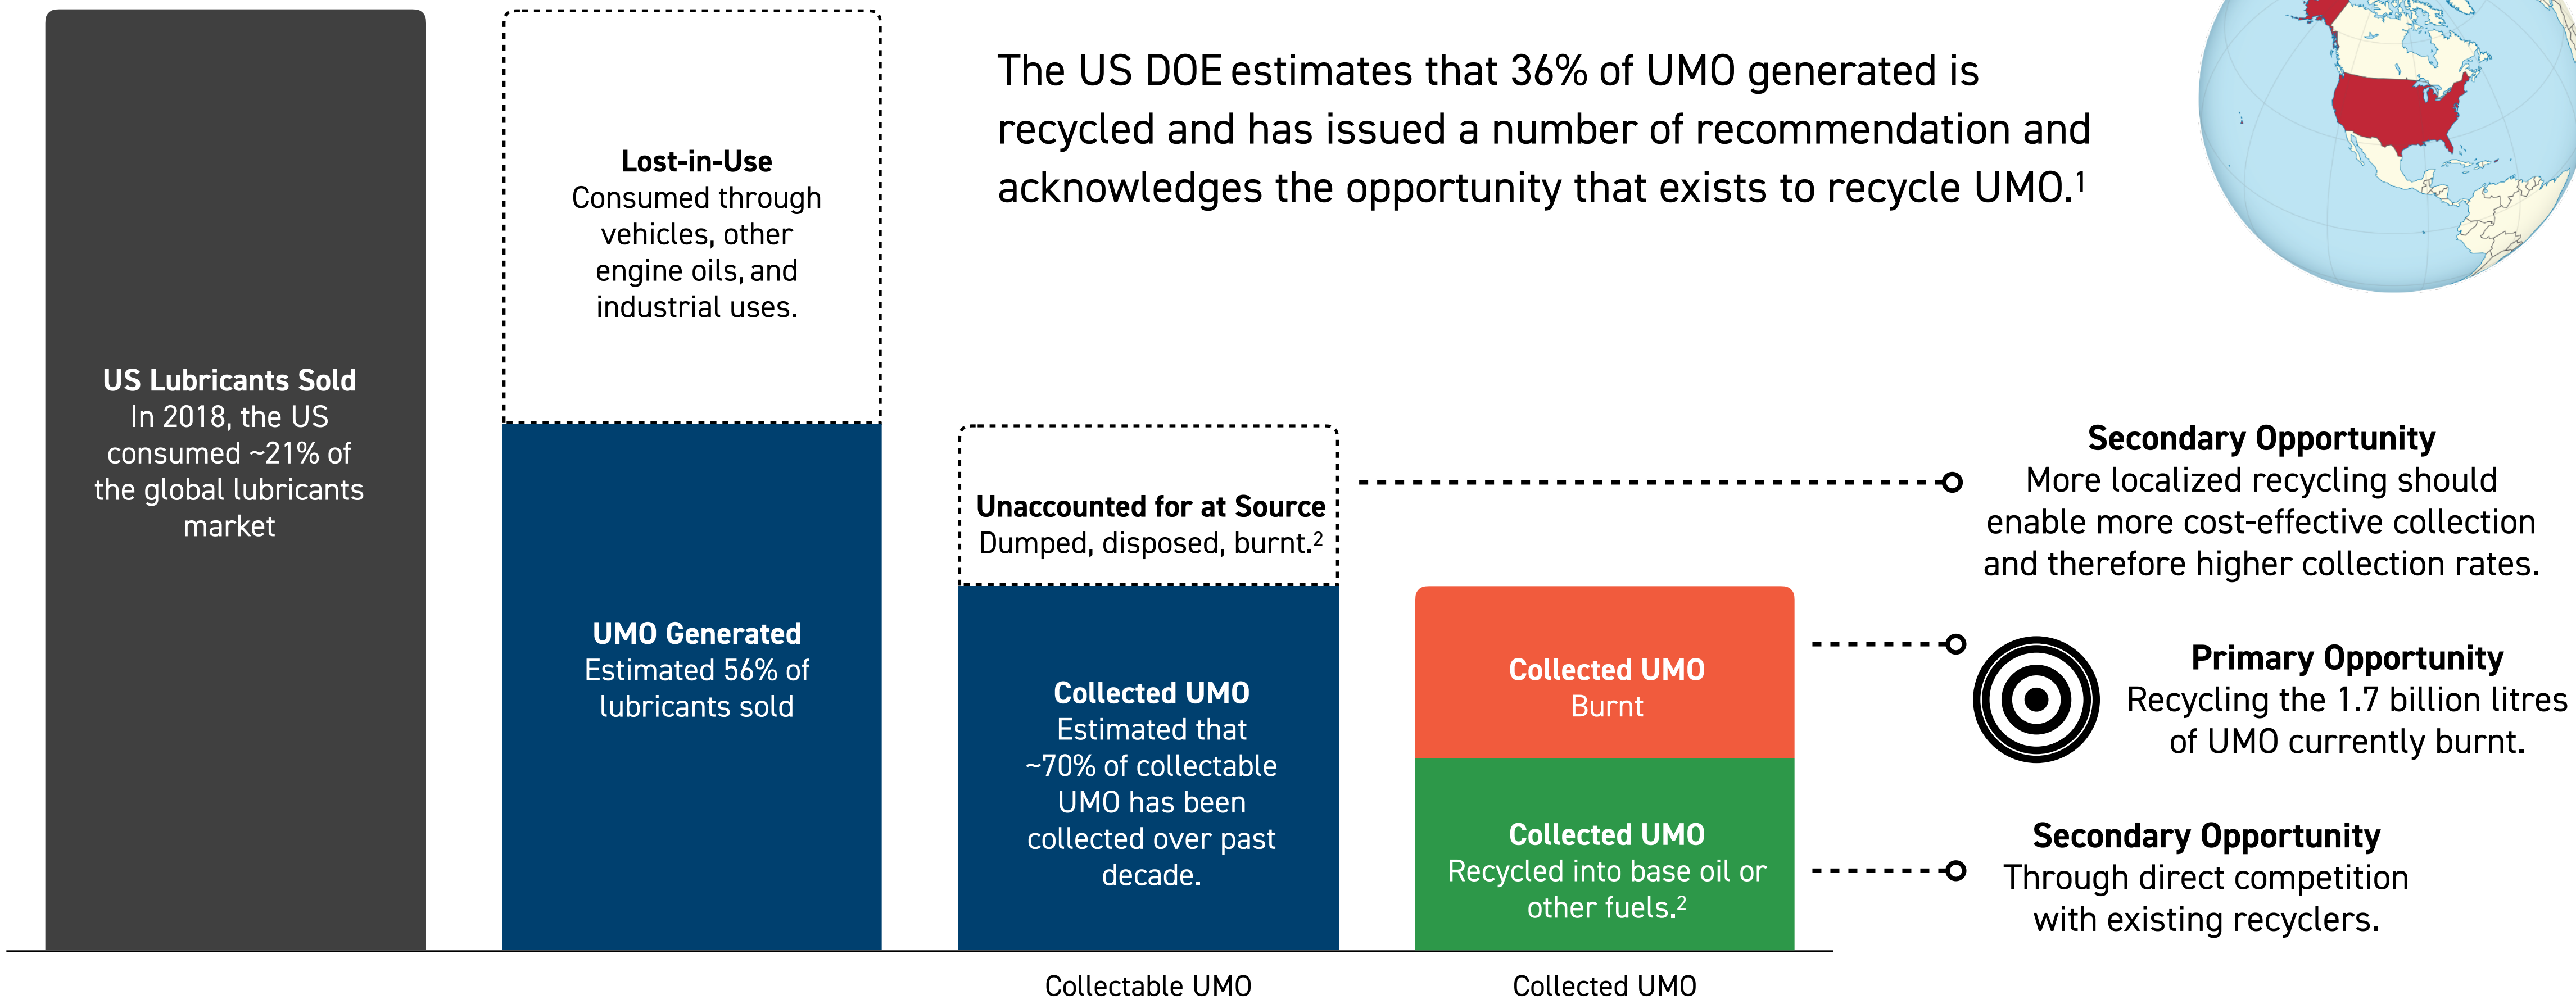 The US DOE estimates that 36% of UMO generated is
recycled and has issued a number of recommendation and
acknowledges the opportunity that exists to recycle UMO.¹
US Lubricants Sold
In 2018, the US
consumed ~21% of
the global lubricants
market
Lost-in-Use
Consumed through
vehicles, other
engine oils, and
industrial uses.
UMO Generated
Estimated 56% of
lubricants sold
Unaccounted for at Source
Dumped, disposed, burnt.²
Collected UMO
Estimated that
~70% of collectable
UMO has been
collected over past
decade.
Collectable UMO
Collected UMO
Burnt
Collected UMO
Recycled into base oil or
other fuels.²
Collected UMO
Secondary Opportunity
More localized recycling should
enable more cost-effective collection
and therefore higher collection rates.
Primary Opportunity
Recycling the 1.7 billion litres
of UMO currently burnt.
Secondary Opportunity
Through direct competition
with existing recyclers.